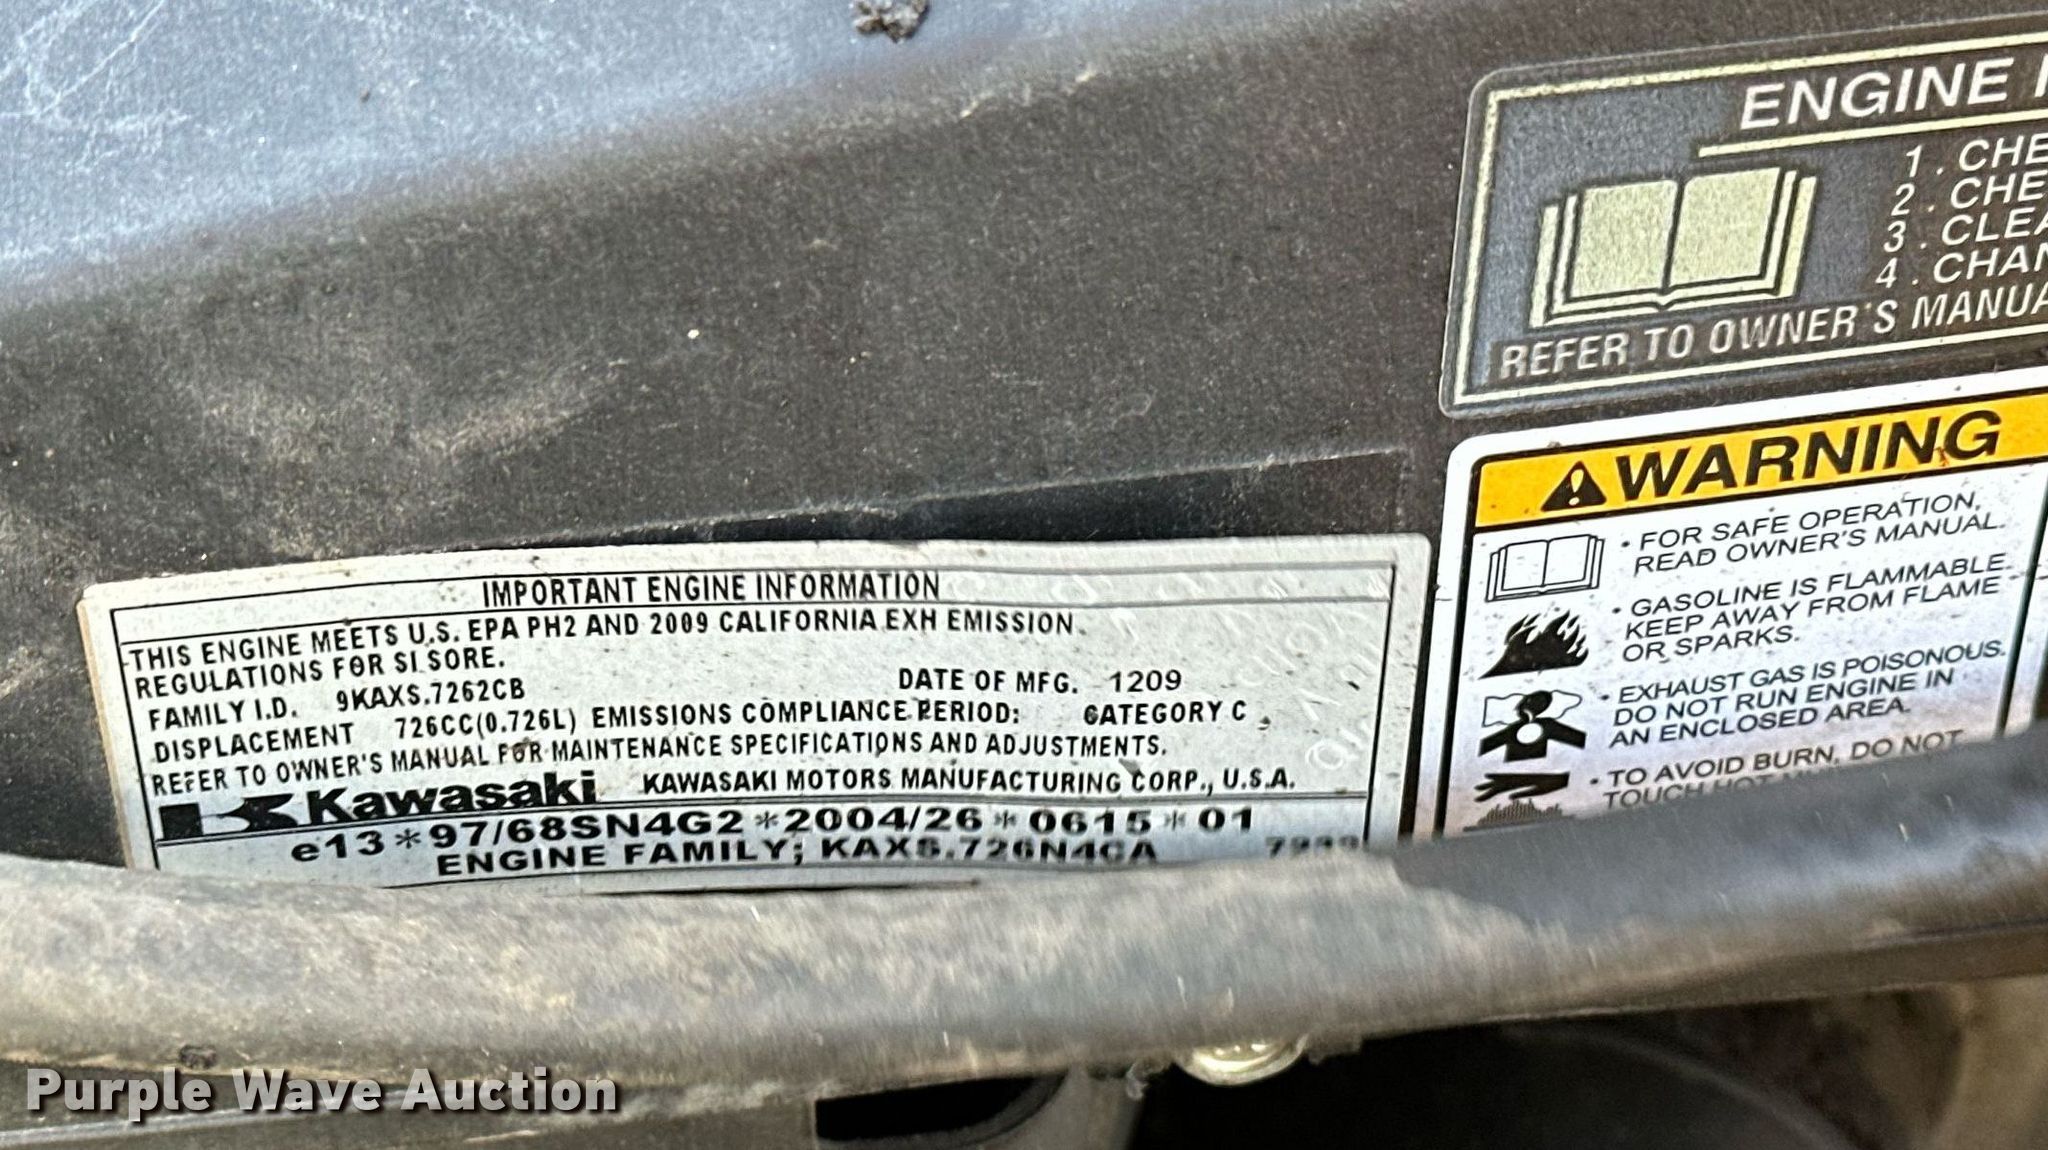 IMPORTANT ENGINE INFORMATION
THIS ENGINE MEETS U.S. EPA PH2 AND 2009 CALIFORNIA EXH EMISSION
REGULATIONS FOR SI SORE.
FAMILY I.D. 9KAXS.7262CB DATE OF MFG. 1209
DISPLACEMENT 726CC(0.726L) EMISSIONS COMPLIANCE PERIOD: CATEGORY C
REFER TO OWNER'S MANUAL FOR MAINTENANCE SPECIFICATIONS AND ADJUSTMENTS.
Kawasaki KAWASAKI MOTORS MANUFACTURING CORP., U.S.A.
e13*97/68SN4G2*2004/26*0615*01
ENGINE FAMILY; KAXS.726N4CA
ENGINE
1. CHE
2. CHE
3. CLEA
4. CHAN
REFER TO OWNER'S MANUA
WARNING
• FOR SAFE OPERATION,
READ OWNER'S MANUAL.
• GASOLINE IS FLAMMABLE.
KEEP AWAY FROM FLAME
OR SPARKS.
• EXHAUST GAS IS POISONOUS.
DO NOT RUN ENGINE IN
AN ENCLOSED AREA.
• TO AVOID BURN, DO NOT
TOUCH HOT
Purple Wave Auction